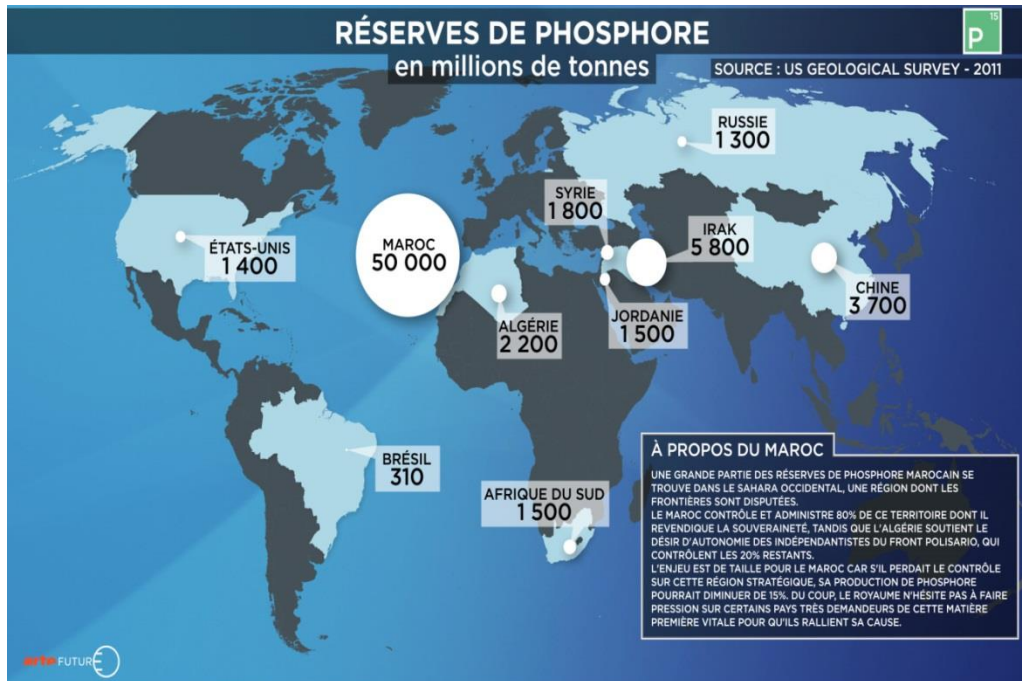 RÉSERVES DE PHOSPHORE
en millions de tonnes
15
P
SOURCE : US GEOLOGICAL SURVEY - 2011
RUSSIE
1 300
SYRIE
1 800
IRAK
5 800
MAROC
50 000
ÉTATS-UNIS
1 400
CHINE
3 700
JORDANIE
1 500
ALGÉRIE
2 200
BRÉSIL
310
AFRIQUE DU SUD
1 500
À PROPOS DU MAROC
UNE GRANDE PARTIE DES RÉSERVES DE PHOSPHORE MAROCAIN SE
TROUVE DANS LE SAHARA OCCIDENTAL, UNE RÉGION DONT LES
FRONTIÈRES SONT DISPUTÉES.
LE MAROC CONTRÔLE ET ADMINISTRE 80% DE CE TERRITOIRE DONT IL
REVENDIQUE LA SOUVERAINETÉ, TANDIS QUE L'ALGÉRIE SOUTIENT LE
DÉSIR D'AUTONOMIE DES INDÉPENDANTISTES DU FRONT POLISARIO, QUI
CONTRÔLENT LES 20% RESTANTS.
L'ENJEU EST DE TAILLE POUR LE MAROC CAR S'IL PERDAIT LE CONTRÔLE
SUR CETTE RÉGION STRATÉGIQUE, SA PRODUCTION DE PHOSPHORE
POURRAIT DIMINUER DE 15%. DU COUP, LE ROYAUME N'HÉSITE PAS À FAIRE
PRESSION SUR CERTAINS PAYS TRÈS DEMANDEURS DE CETTE MATIÈRE
PREMIÈRE VITALE POUR QU'ILS RALLIENT SA CAUSE.
arte FUTURE